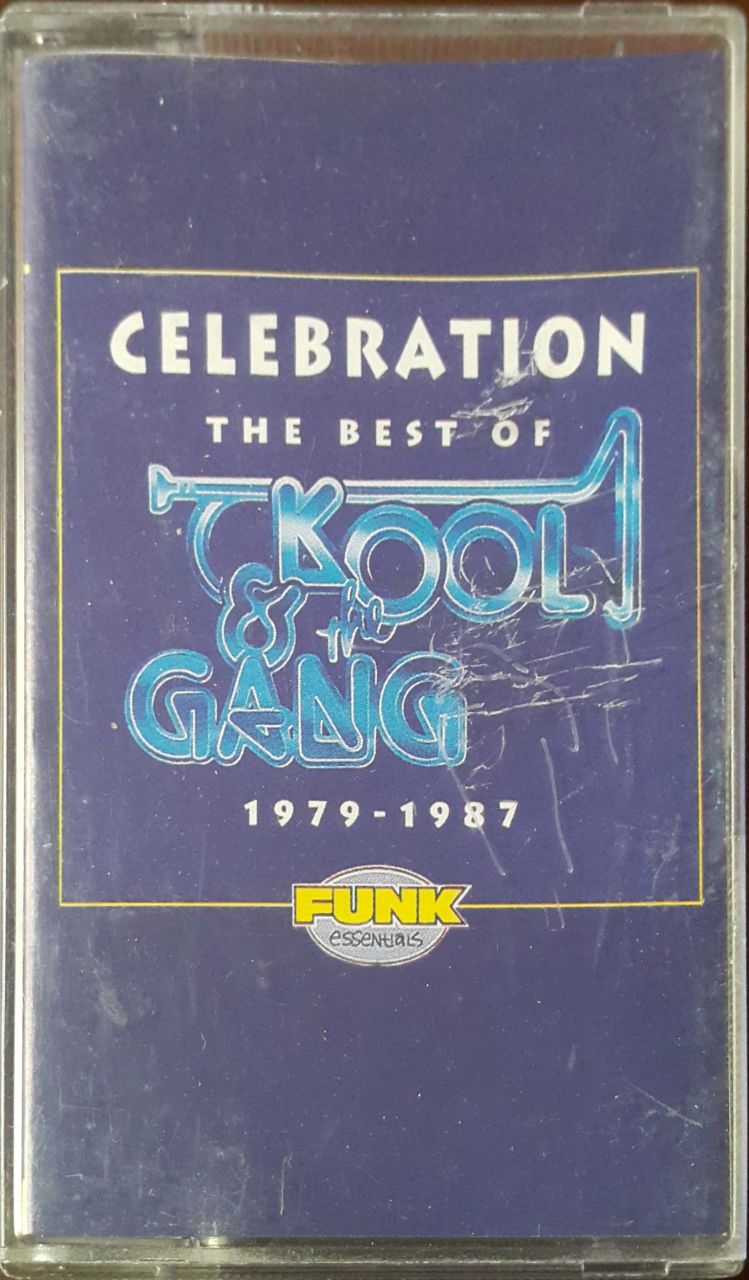 CELEBRATION
THE BEST OF
KOOL
& the
GANG
1979-1987
FUNK
essentials